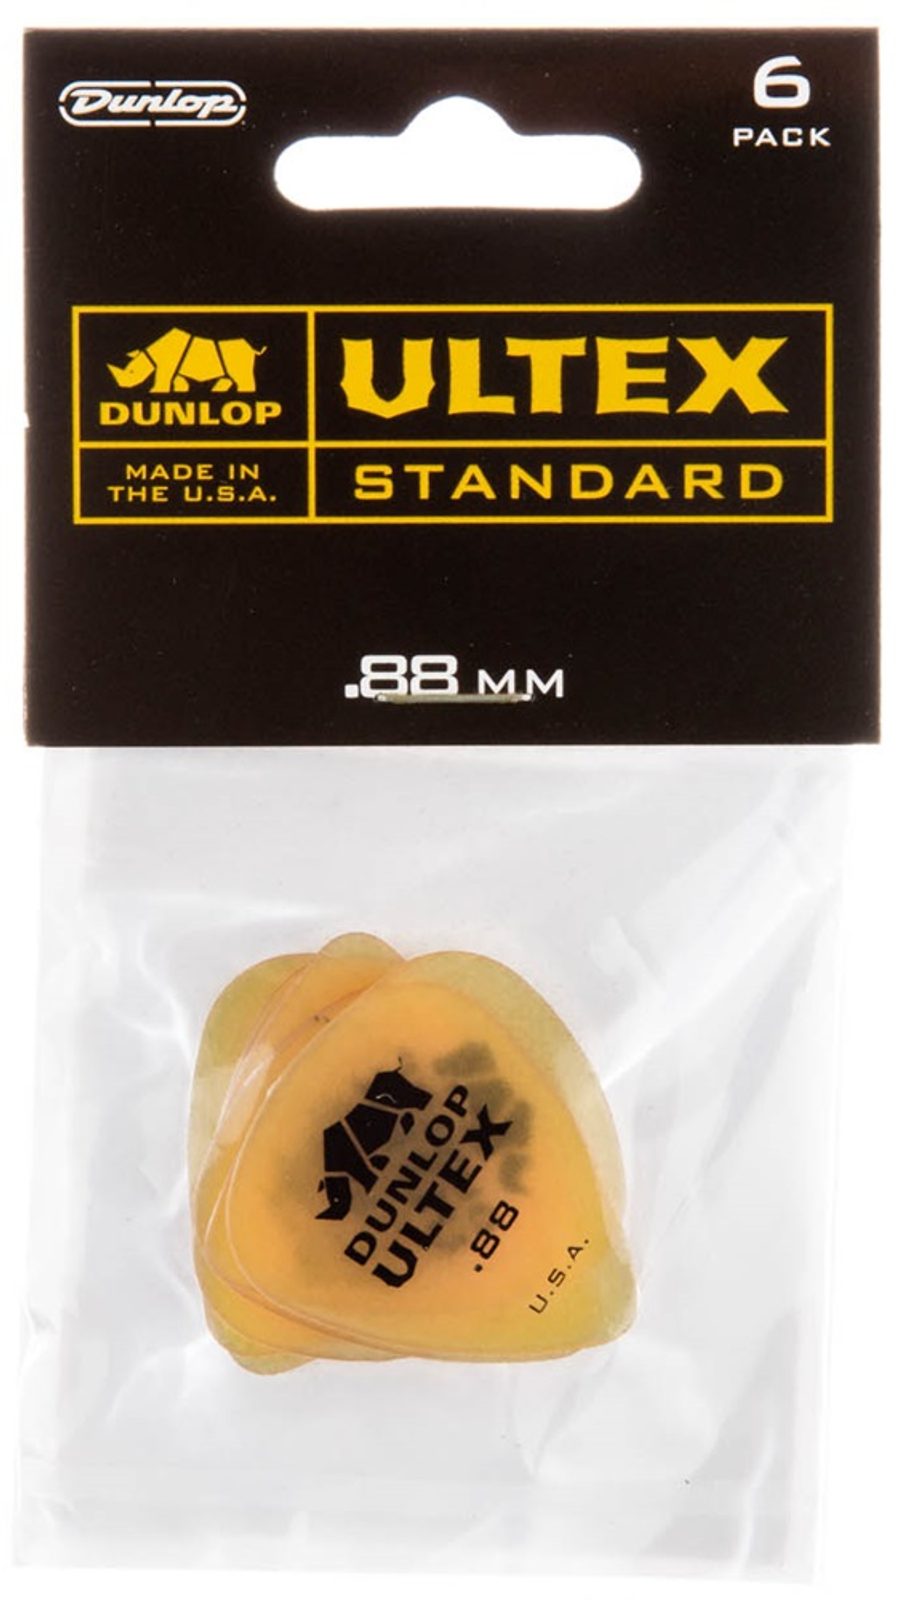 Dunlop
6
PACK
DUNLOP
ULTEX
MADE IN
THE U.S.A.
STANDARD
.88 MM
DUNLOP
ULTEX
.88
U.S.A.